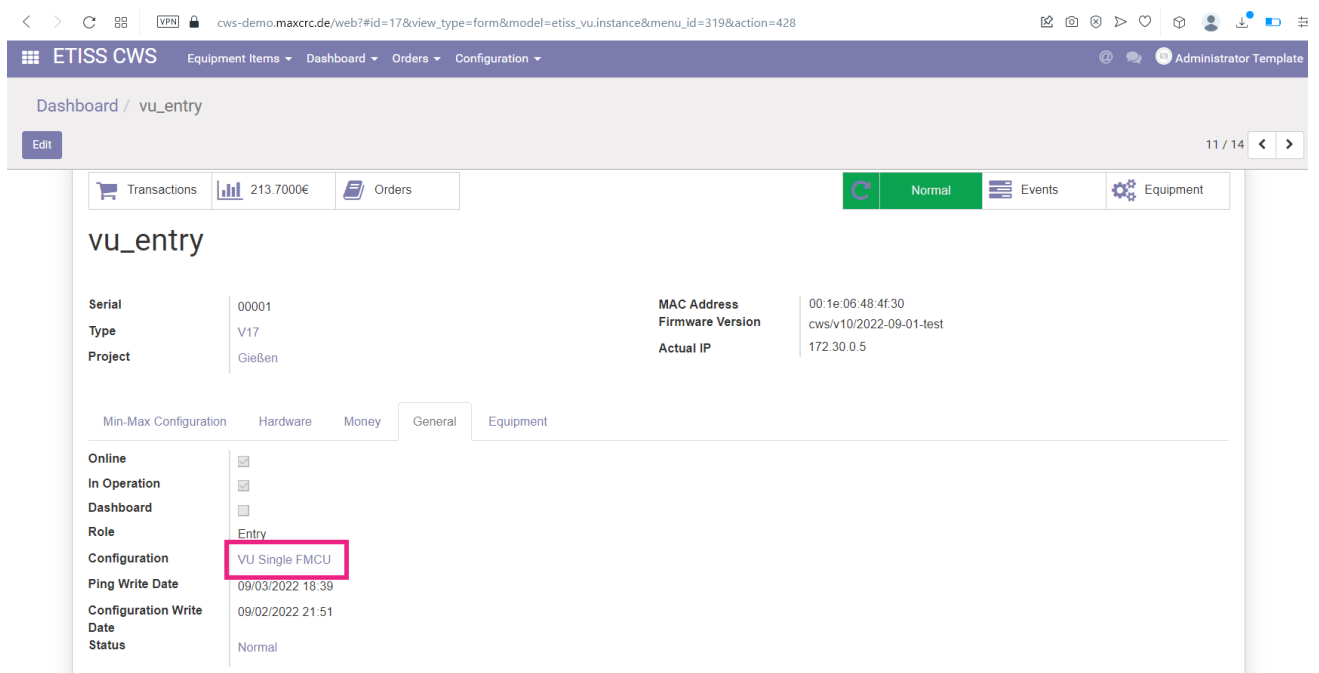 VPN cws-demo.maxcrc.de/web?#id=17&view_type=form&model=etiss_vu.instance&menu_id=319&action=428
ETISS CWS Equipment Items Dashboard Orders Configuration @ Administrator Template
Dashboard / vu_entry
Edit 11 / 14
Transactions 213.7000€ Orders Normal Events Equipment
vu_entry
Serial 00001 MAC Address 00:1e:06:48:4f:30
Type V17 Firmware Version cws/v10/2022-09-01-test
Project Gießen Actual IP 172.30.0.5
Min-Max Configuration Hardware Money General Equipment
Online
In Operation
Dashboard
Role Entry
Configuration VU Single FMCU
Ping Write Date 09/03/2022 18:39
Configuration Write 09/02/2022 21:51
Date
Status Normal